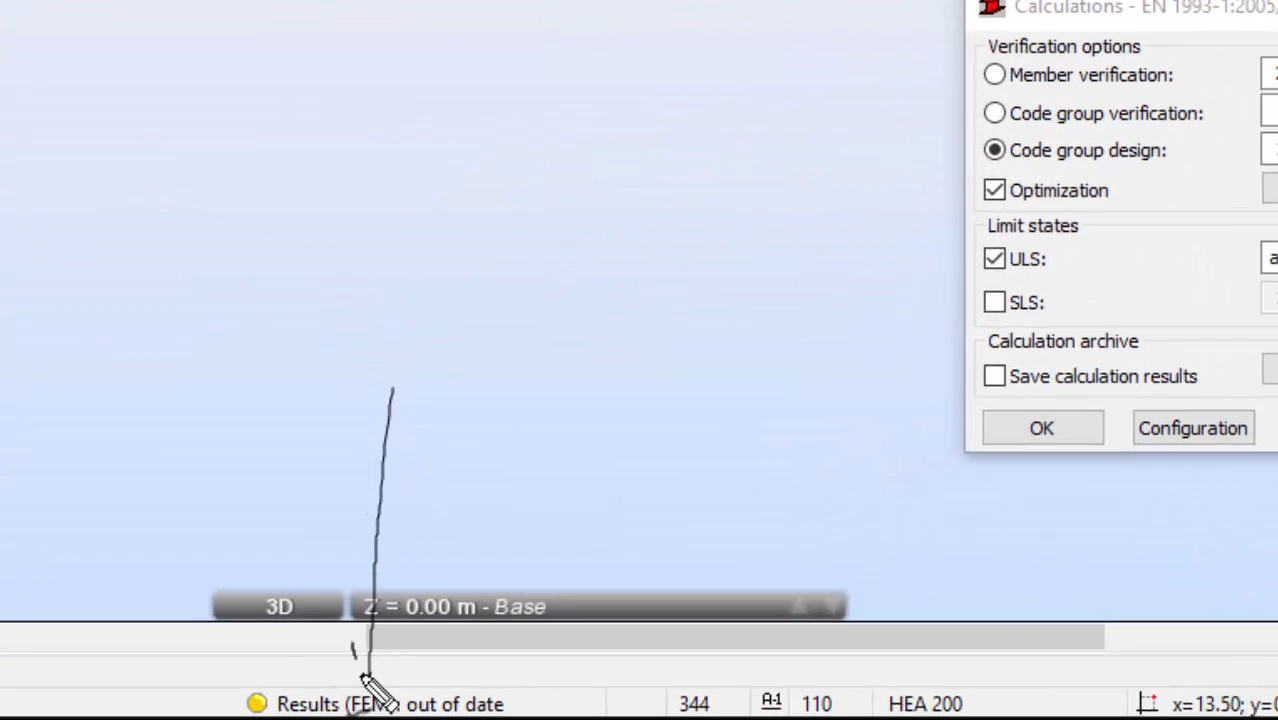 Calculations - EN 1993-1:2005/
Verification options
Member verification:
Code group verification:
Code group design:
Optimization
Limit states
ULS:
SLS:
Calculation archive
Save calculation results
OK Configuration
3D Z = 0.00 m - Base
Results (FEM) out of date 344 110 HEA 200 x=13.50;